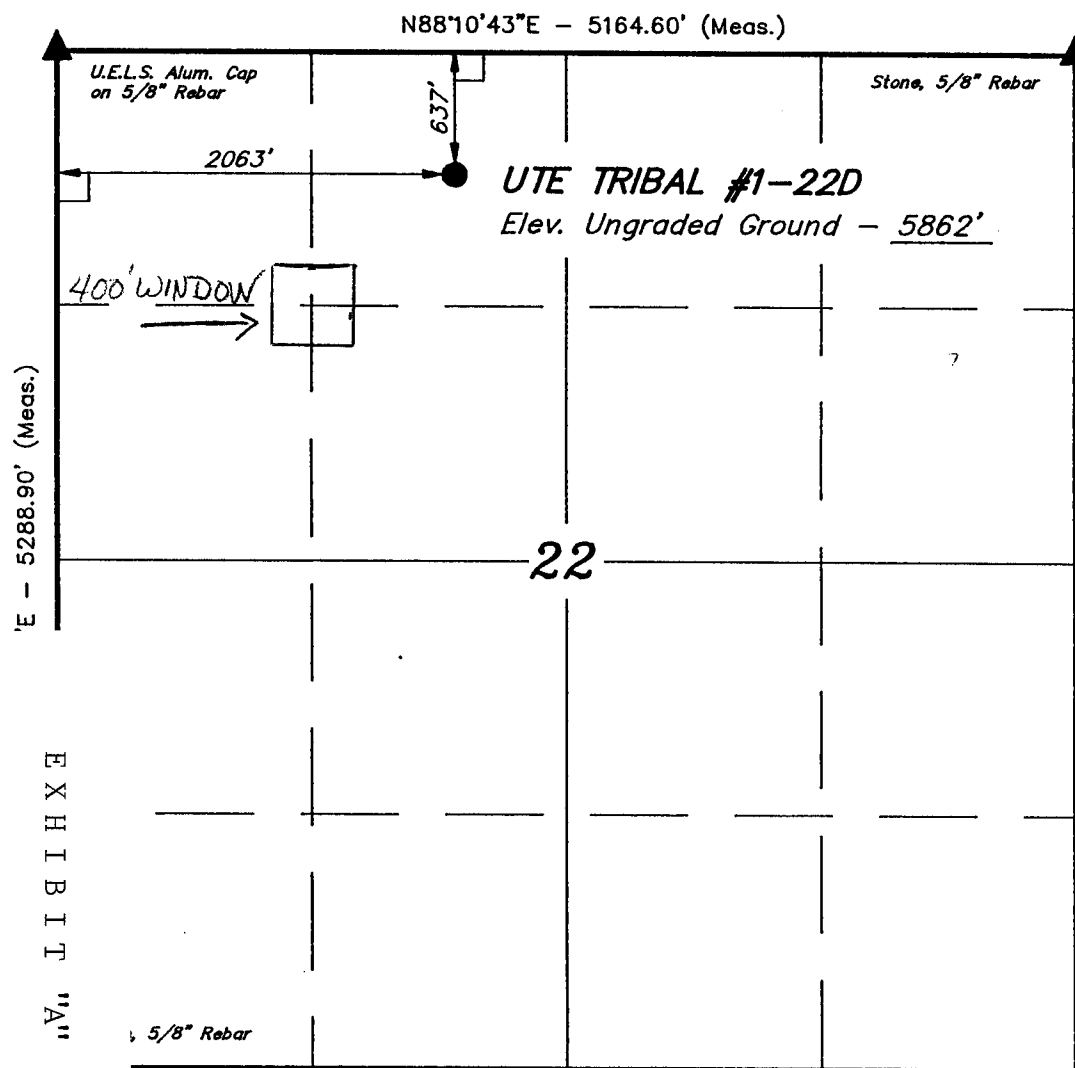 N88°10'43"E - 5164.60' (Meas.)
U.E.L.S. Alum. Cap
on 5/8" Rebar
Stone, 5/8" Rebar
637'
2063'
UTE TRIBAL #1-22D
Elev. Ungraded Ground - 5862'
400' WINDOW
'E - 5288.90' (Meas.)
22
EXHIBIT "A"
, 5/8" Rebar